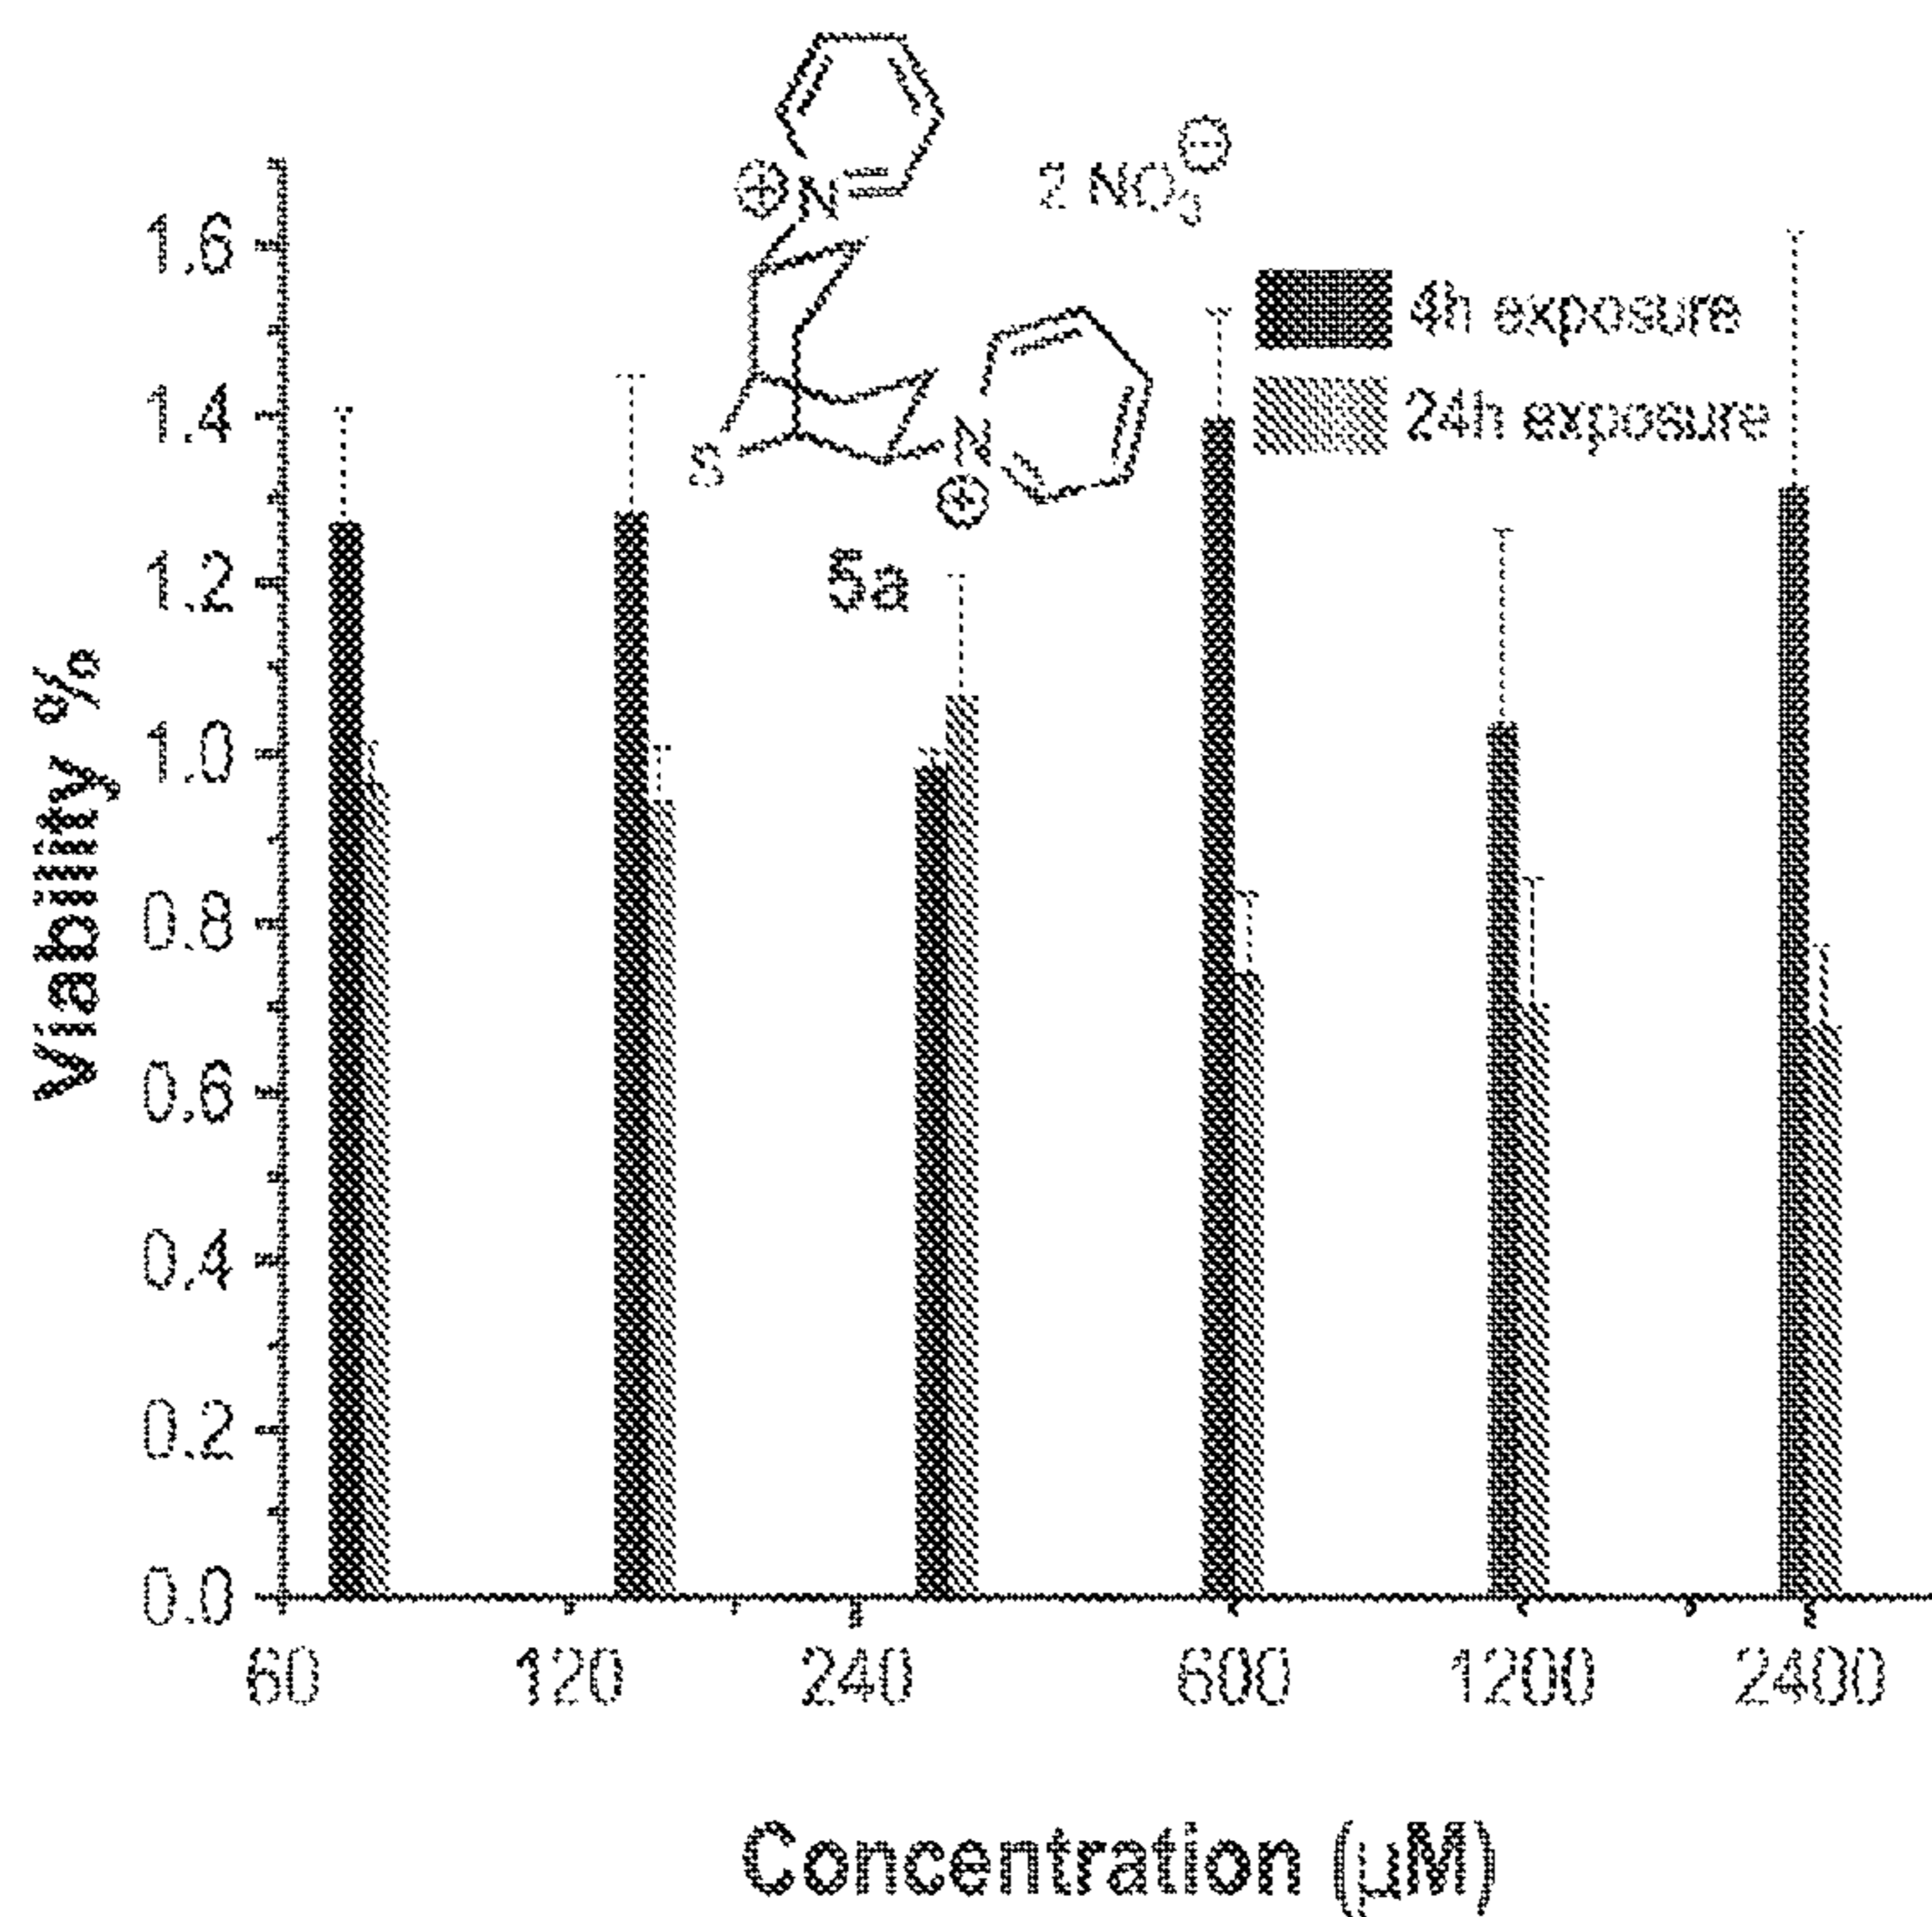 N
⊕
2 NO3⊖
1.6
4h exposure
1.4
24h exposure
S
N
⊕
1.2
5a
Viability %
1.0
0.8
0.6
0.4
0.2
0.0
60 120 240 600 1200 2400
Concentration (μM)